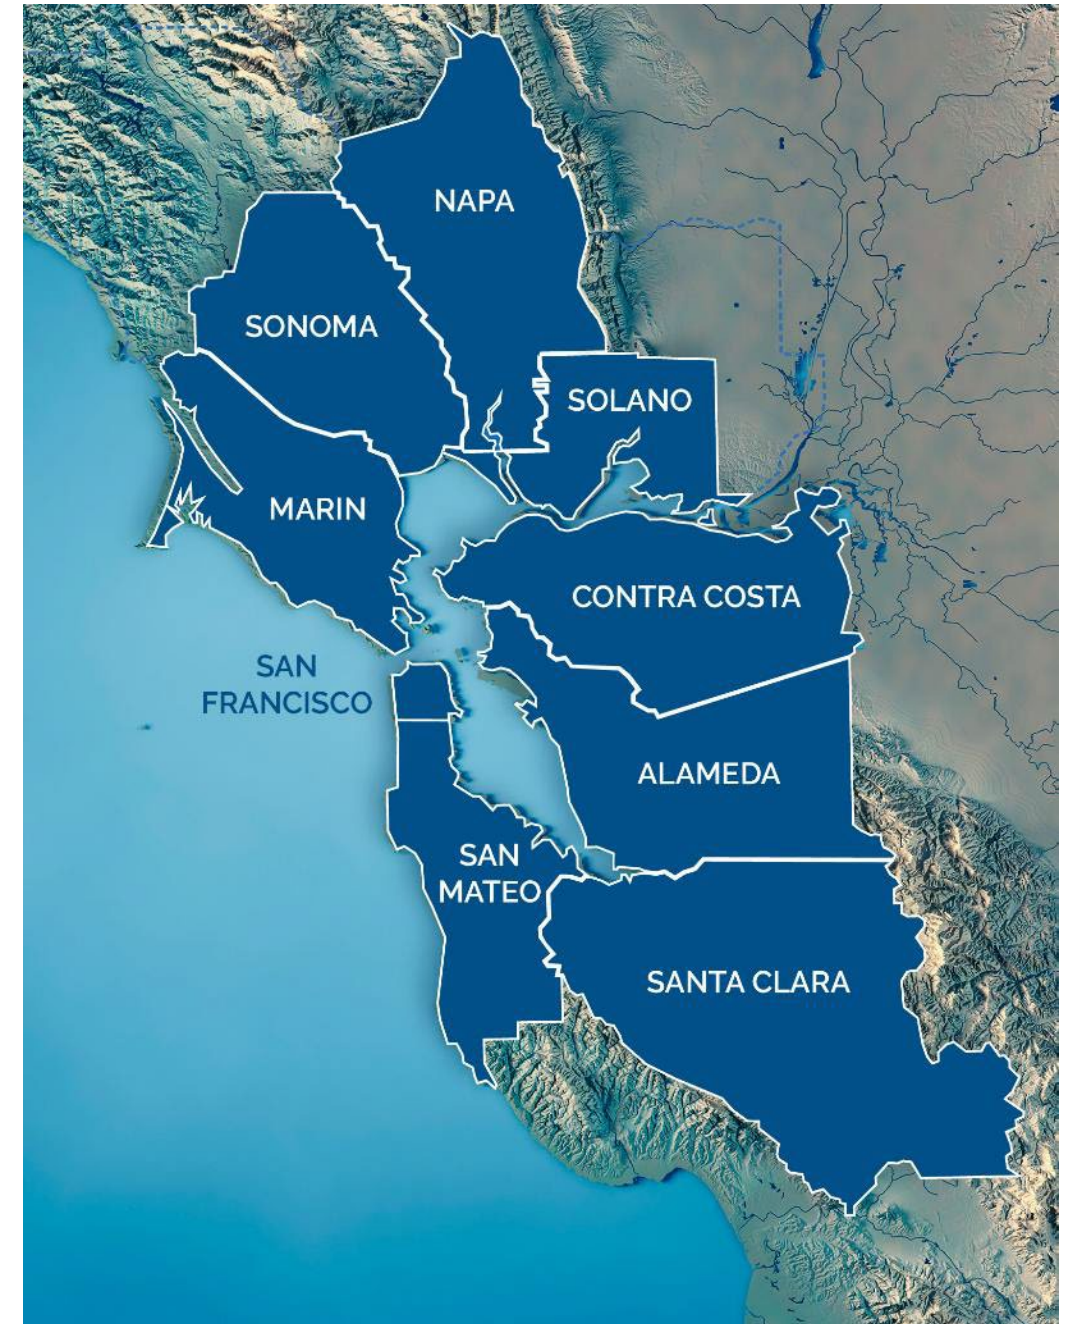 NAPA
SONOMA
SOLANO
MARIN
CONTRA COSTA
SAN
FRANCISCO
ALAMEDA
SAN
MATEO
SANTA CLARA